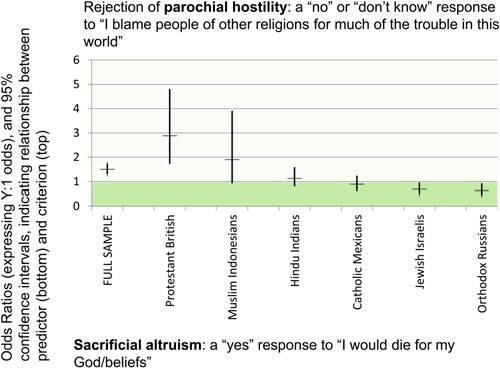 Rejection of parochial hostility: a “no” or “don’t know” response
to “I blame people of other religions for much of the trouble in this
world”
Odds Ratios (expressing Y:1 odds), and 95%
confidence intervals, indicating relationship between
predictor (bottom) and criterion (top)
6
5
4
3
2
1
0
FULL SAMPLE
Protestant British
Muslim Indonesians
Hindu Indians
Catholic Mexicans
Jewish Israelis
Orthodox Russians
Sacrificial altruism: a “yes” response to “I would die for my
God/beliefs”